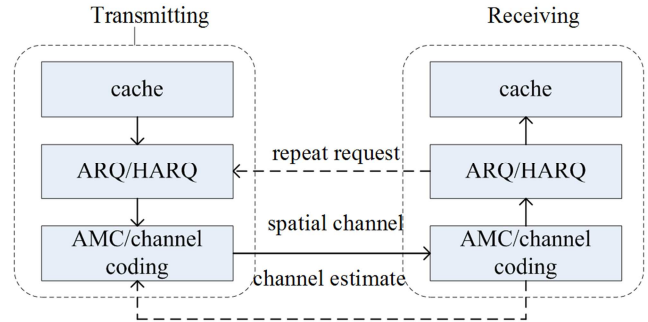 Transmitting
Receiving
cache
cache
ARQ/HARQ
repeat request
ARQ/HARQ
AMC/channel
coding
spatial channel
channel estimate
AMC/channel
coding